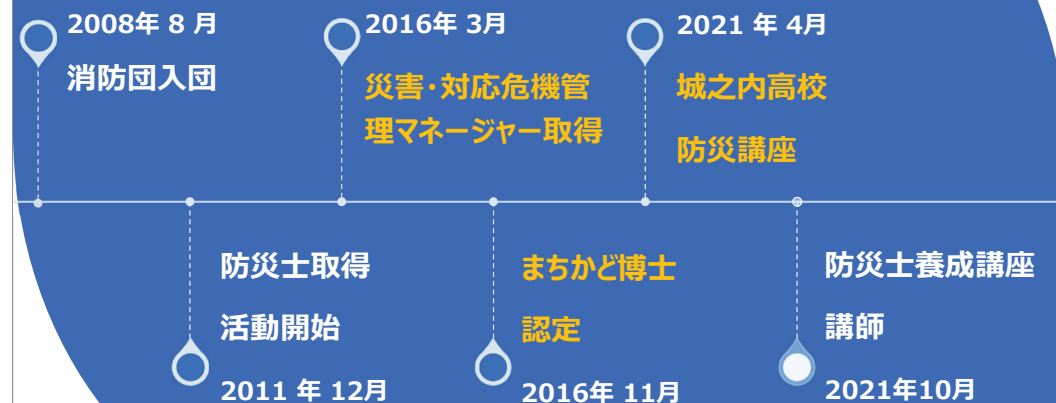 2008年 8 月
消防団入団
2016年 3月
災害・対応危機管
理マネージャー取得
2021 年 4月
城之内高校
防災講座
防災士取得
活動開始
2011 年 12月
まちかど博士
認定
2016年 11月
防災士養成講座
講師
2021年10月